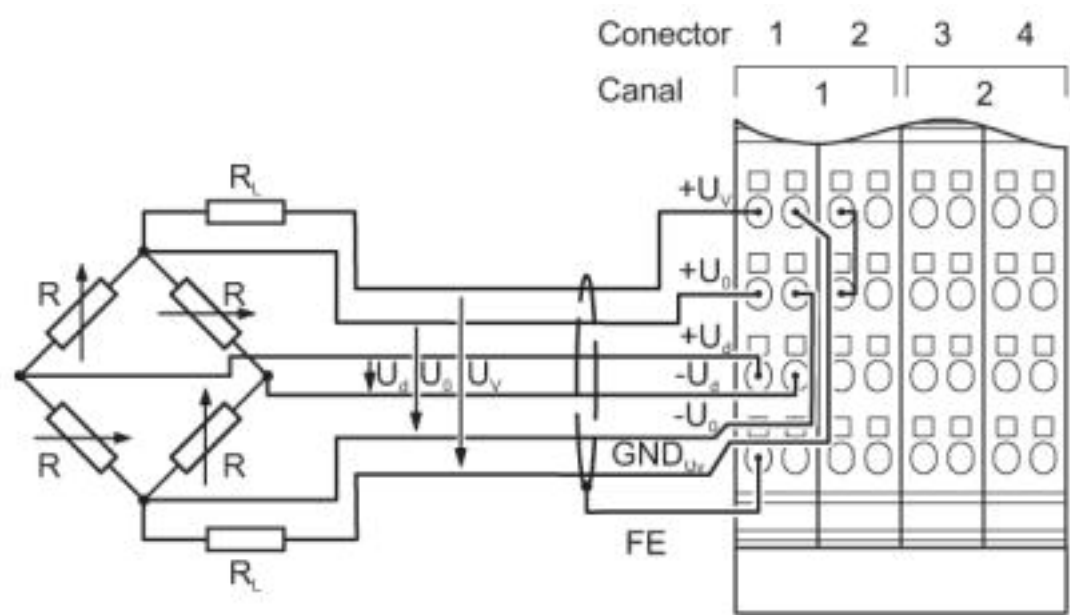 Conector 1 2 3 4
Canal 1 2
R_L
+U_V
+U_0
R R
+U_d
U_d U_0 U_V
-U_d
-U_0
R R
GND_UV
FE
R_L